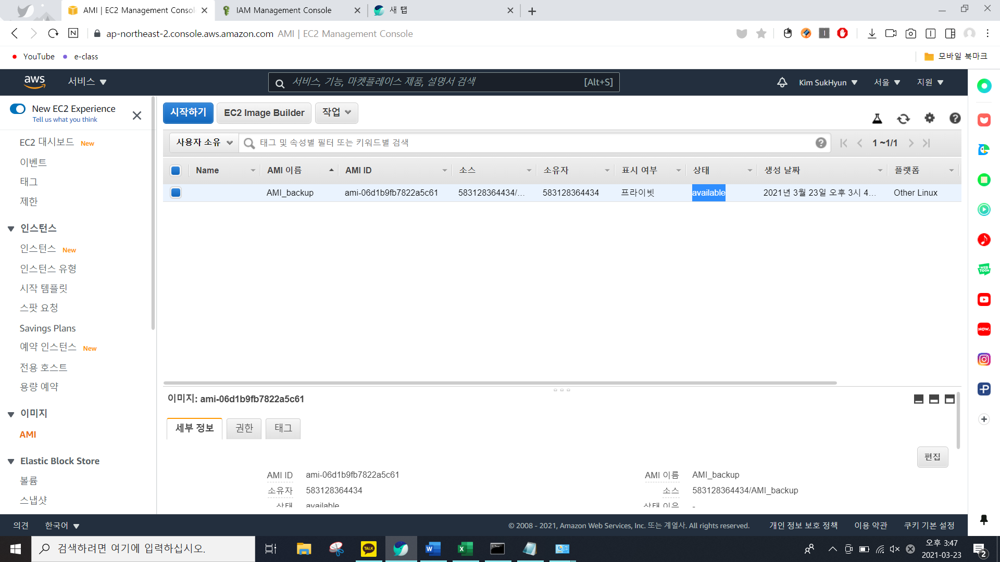 AMI | EC2 Management Consol
IAM Management Console
새 탭
N
ap-northeast-2.console.aws.amazon.com AMI | EC2 Management Console
YouTube
e-class
모바일 북마크
aws
서비스
서비스, 기능, 마켓플레이스 제품, 설명서 검색
[Alt+S]
Kim SukHyun
서울
지원
New EC2 Experience
Tell us what you think
EC2 대시보드 New
이벤트
태그
제한
인스턴스
인스턴스 New
인스턴스 유형
시작 템플릿
스팟 요청
Savings Plans
예약 인스턴스 New
전용 호스트
용량 예약
이미지
AMI
Elastic Block Store
볼륨
스냅샷
시작하기
EC2 Image Builder
작업
사용자 소유
태그 및 속성별 필터 또는 키워드별 검색
1 ~1/1
Name AMI 이름 AMI ID 소스 소유자 표시 여부 상태 생성 날짜 플랫폼
AMI_backup ami-06d1b9fb7822a5c61 583128364434/... 583128364434 프라이빗 available 2021년 3월 23일 오후 3시 4... Other Linux
이미지: ami-06d1b9fb7822a5c61
세부 정보
권한
태그
편집
AMI ID ami-06d1b9fb7822a5c61 AMI 이름 AMI_backup
소유자 583128364434 소스 583128364434/AMI_backup
상태 available 상태 이유 -
WEB TOON
NOW.
의견
한국어
© 2008 - 2021, Amazon Web Services, Inc. 또는 계열사. All rights reserved.
개인 정보 보호 정책
이용 약관
쿠키 기본 설정
검색하려면 여기에 입력하십시오.
TALK
오후 3:47
2021-03-23
2